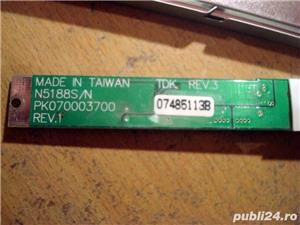 MADE IN TAIWAN TDK REV.3
N5188S/N 07485113B
PK070003700
REV.1
publi24.ro